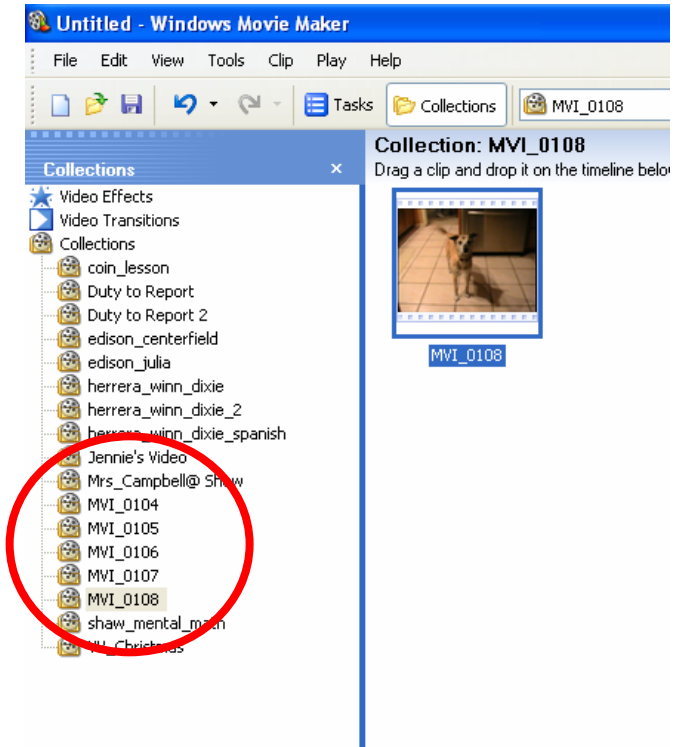 Untitled - Windows Movie Maker
File Edit View Tools Clip Play Help
Tasks Collections MVI_0108
Collections ×
Video Effects
Video Transitions
Collections
coin_lesson
Duty to Report
Duty to Report 2
edison_centerfield
edison_julia
herrera_winn_dixie
herrera_winn_dixie_2
herrera_winn_dixie_spanish
Jennie's Video
Mrs_Campbell@ Shaw
MVI_0104
MVI_0105
MVI_0106
MVI_0107
MVI_0108
shaw_mental_math
Collection: MVI_0108
Drag a clip and drop it on the timeline belo
MVI_0108